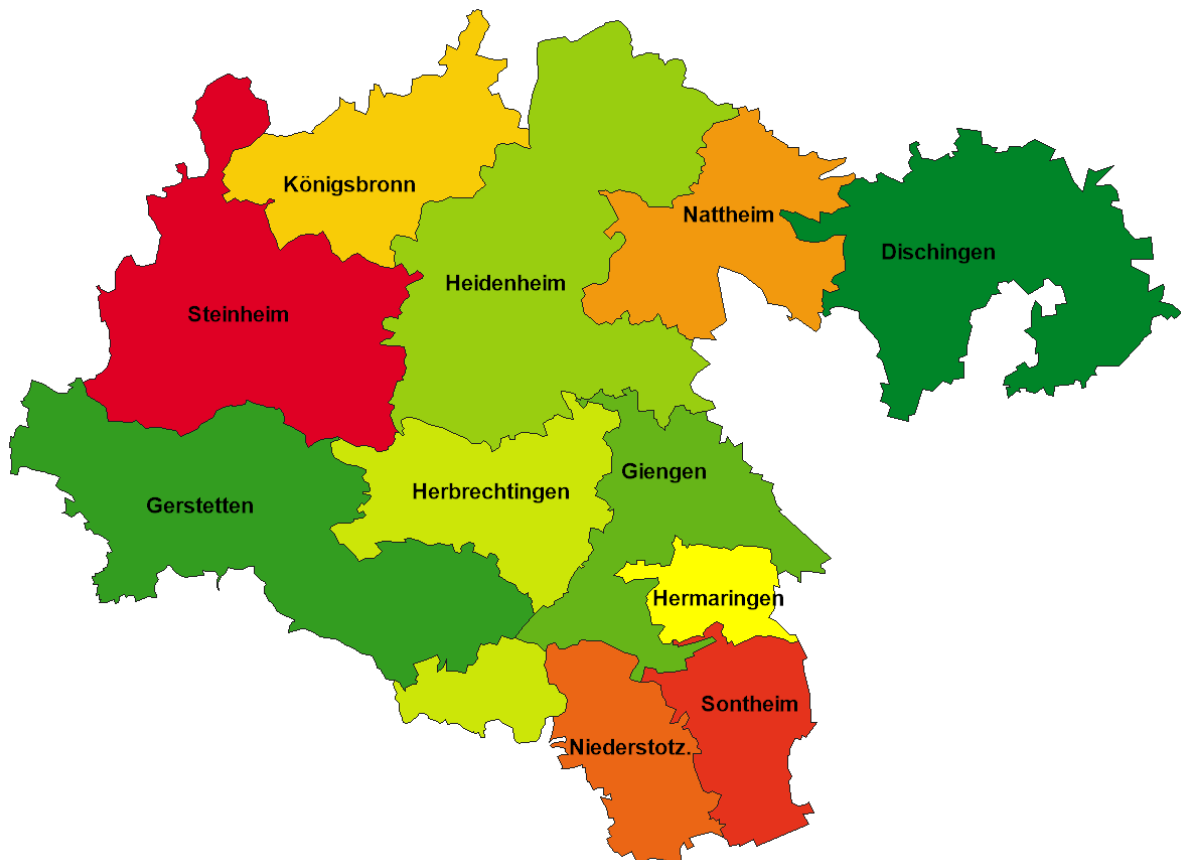 Königsbronn
Nattheim
Dischingen
Heidenheim
Steinheim
Giengen
Herbrechtingen
Gerstetten
Hermaringen
Sontheim
Niederstotz.